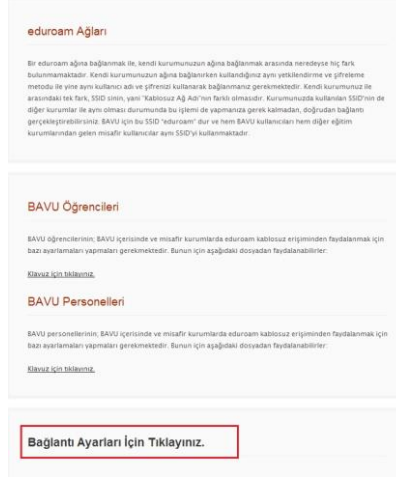 eduroam Ağları
Bir eduroam ağına bağlanmak ile, kendi kurumunuzun ağına bağlanmak arasında neredeyse hiç fark
bulunmamaktadır. Kendi kurumunuzun ağına bağlanırken kullandığınız aynı yetkilendirme ve şifreleme
metodu ile yine aynı kullanıcı adı ve şifrenizi kullanarak bağlanmanız gerekmektedir. Kendi kurumunuz ile
arasındaki tek fark, SSID sinin, yani "Kablosuz Ağ Adı"nın farklı olmasıdır. Kurumunuzda kullanılan SSID'nin de
diğer kurumlar ile aynı olması durumunda bu işlemi de yapmanıza gerek kalmadan, doğrudan bağlantı
gerçekleştirebilirsiniz. BAVU için bu SSID "eduroam" dur ve hem BAVU kullanıcıları hem diğer eğitim
kurumlarından gelen misafir kullanıcılar aynı SSID'yi kullanmaktadır.
BAVU Öğrencileri
BAVU öğrencilerinin; BAVU içerisinde ve misafir kurumlarda eduroam kablosuz erişiminden faydalanmak için
bazı ayarlamaları yapmaları gerekmektedir. Bunun için aşağıdaki dosyadan faydalanabilirler:
Klavuz için tıklayınız.
BAVU Personelleri
BAVU personellerinin; BAVU içerisinde ve misafir kurumlarda eduroam kablosuz erişiminden faydalanmak için
bazı ayarlamaları yapmaları gerekmektedir. Bunun için aşağıdaki dosyadan faydalanabilirler:
Klavuz için tıklayınız.
Bağlantı Ayarları İçin Tıklayınız.